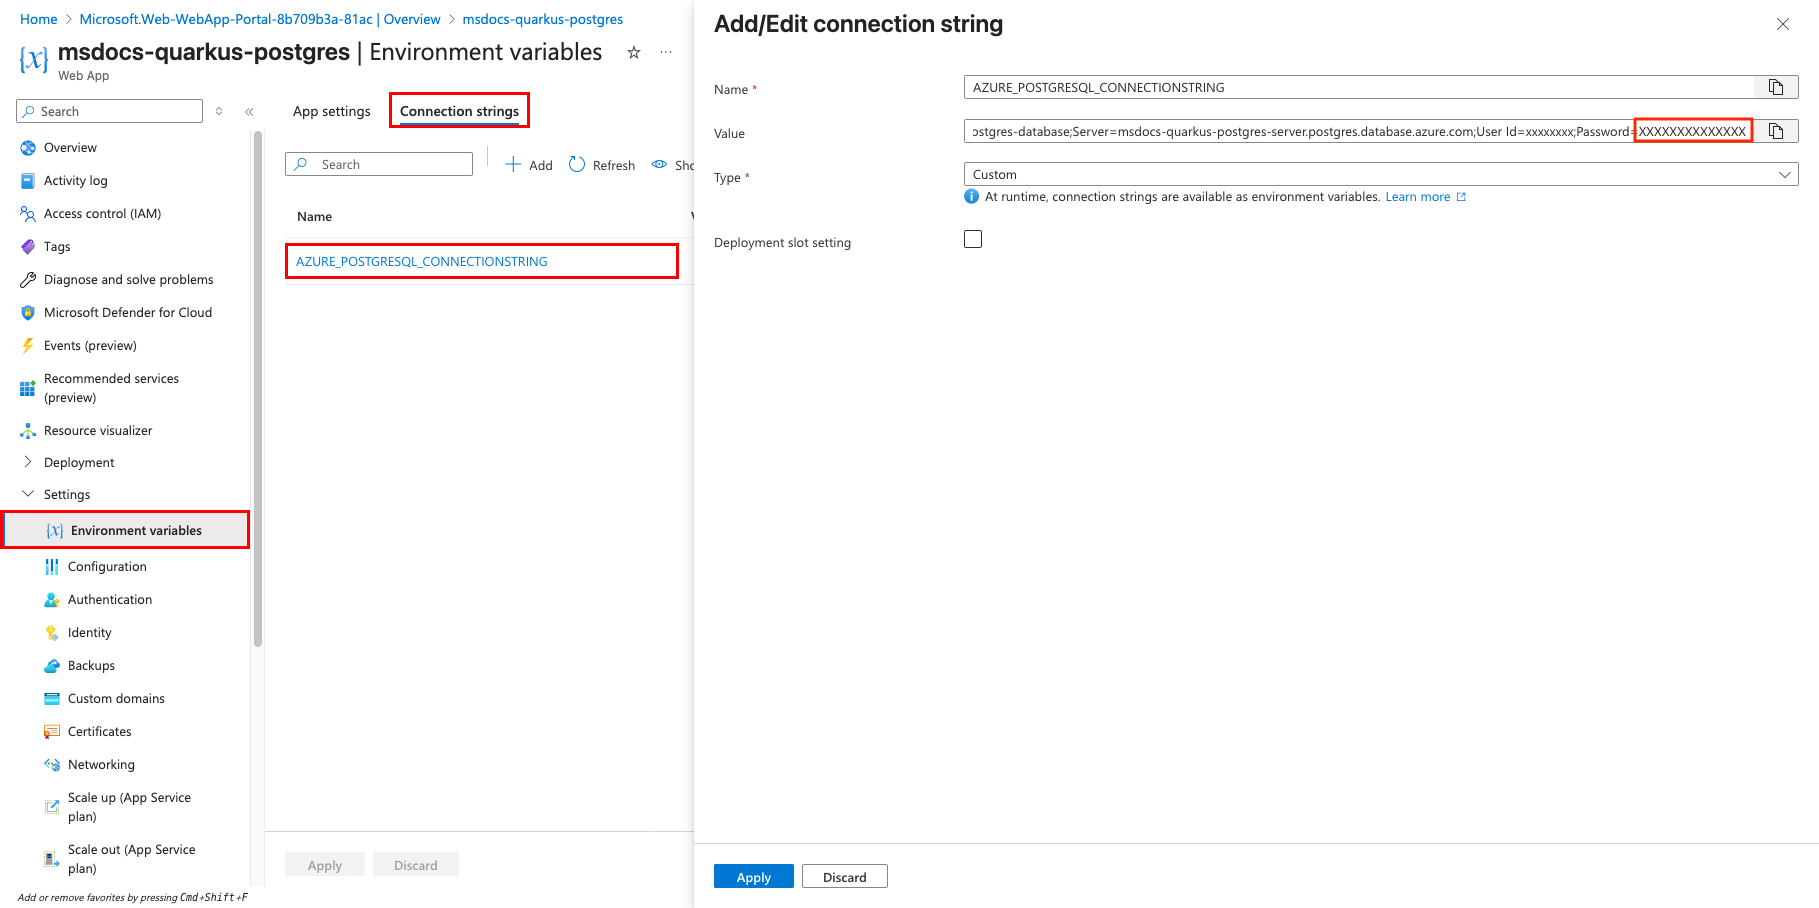 Home > Microsoft.Web-WebApp-Portal-8b709b3a-81ac | Overview > msdocs-quarkus-postgres
msdocs-quarkus-postgres | Environment variables
Web App
Search
Overview
Activity log
Access control (IAM)
Tags
Diagnose and solve problems
Microsoft Defender for Cloud
Events (preview)
Recommended services
(preview)
Resource visualizer
Deployment
Settings
Environment variables
Configuration
Authentication
Identity
Backups
Custom domains
Certificates
Networking
Scale up (App Service
plan)
Scale out (App Service
plan)
Add or remove favorites by pressing Cmd+Shift+F
App settings Connection strings
Search Add Refresh Sho
Name
AZURE_POSTGRESQL_CONNECTIONSTRING
Apply Discard
Add/Edit connection string
Name * AZURE_POSTGRESQL_CONNECTIONSTRING
Value ostgres-database;Server=msdocs-quarkus-postgres-server.postgres.database.azure.com;User Id=xxxxxxxx;Password=XXXXXXXXXXXXXX
Type * Custom
At runtime, connection strings are available as environment variables. Learn more
Deployment slot setting
Apply Discard